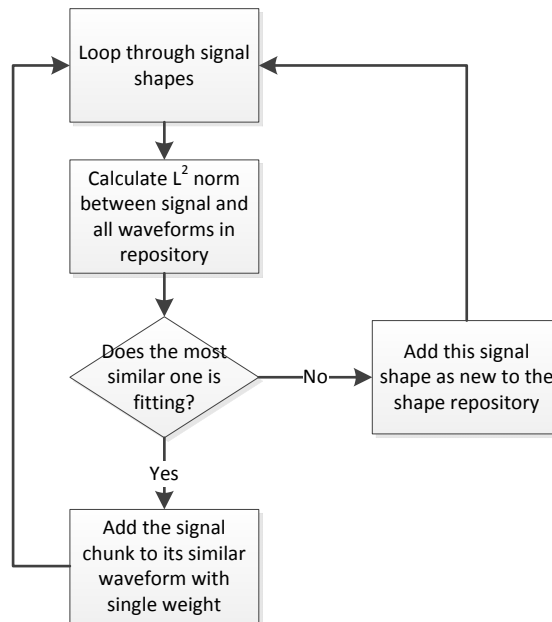 Loop through signal
shapes
Calculate L² norm
between signal and
all waveforms in
repository
Does the most
similar one is
fitting?
No
Add this signal
shape as new to the
shape repository
Yes
Add the signal
chunk to its similar
waveform with
single weight